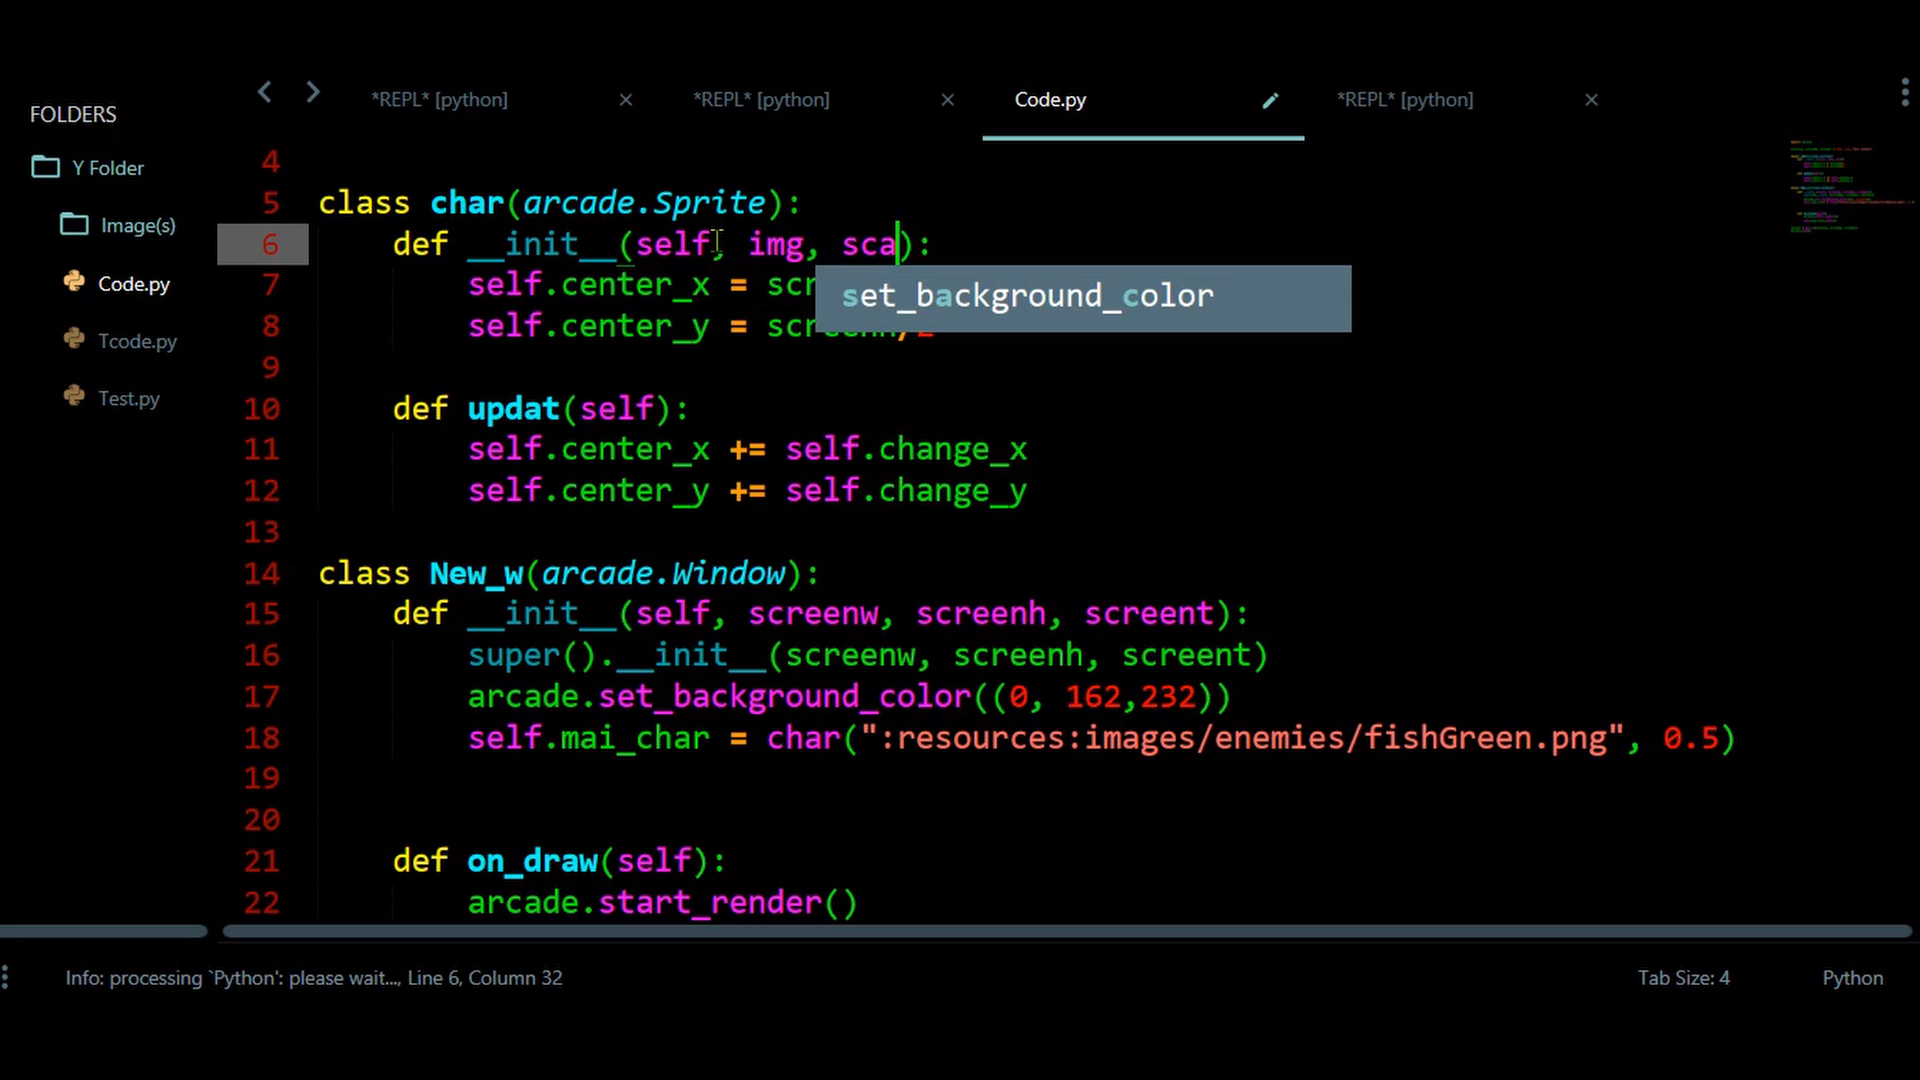 *REPL* [python]
*REPL* [python]
Code.py
*REPL* [python]
FOLDERS
Y Folder
Image(s)
Code.py
Tcode.py
Test.py
4
5 class char(arcade.Sprite):
6 def __init__(self, img, sca):
7 self.center_x = scr
set_background_color
8 self.center_y = screenh/2
9
10 def updat(self):
11 self.center_x += self.change_x
12 self.center_y += self.change_y
13
14 class New_w(arcade.Window):
15 def __init__(self, screenw, screenh, screent):
16 super().__init__(screenw, screenh, screent)
17 arcade.set_background_color((0, 162,232))
18 self.mai_char = char(":resources:images/enemies/fishGreen.png", 0.5)
19
20
21 def on_draw(self):
22 arcade.start_render()
Info: processing `Python': please wait..., Line 6, Column 32
Tab Size: 4
Python